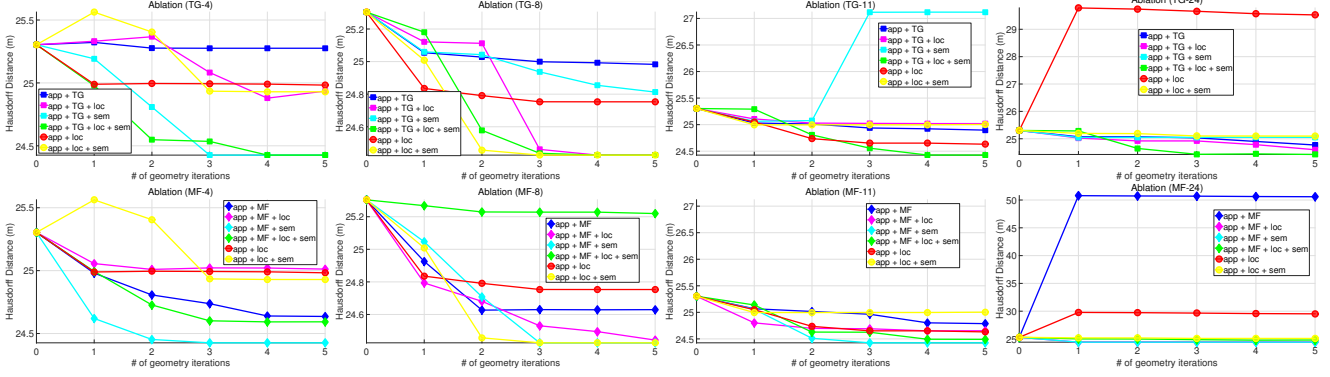 Ablation (TG-4)
Hausdorff Distance (m)
25.5
25
24.5
app + TG
app + TG + loc
app + TG + sem
app + TG + loc + sem
app + loc
app + loc + sem
0 1 2 3 4 5
# of geometry iterations
Ablation (TG-8)
Hausdorff Distance (m)
25.2
25
24.8
24.6
app + TG
app + TG + loc
app + TG + sem
app + TG + loc + sem
app + loc
app + loc + sem
0 1 2 3 4 5
# of geometry iterations
Ablation (TG-11)
Hausdorff Distance (m)
27
26.5
26
25.5
25
24.5
app + TG
app + TG + loc
app + TG + sem
app + TG + loc + sem
app + loc
app + loc + sem
0 1 2 3 4 5
# of geometry iterations
Ablation (TG-24)
Hausdorff Distance (m)
29
28
27
26
25
app + TG
app + TG + loc
app + TG + sem
app + TG + loc + sem
app + loc
app + loc + sem
0 1 2 3 4 5
# of geometry iterations
Ablation (MF-4)
Hausdorff Distance (m)
25.5
25
24.5
app + MF
app + MF + loc
app + MF + sem
app + MF + loc + sem
app + loc
app + loc + sem
0 1 2 3 4 5
# of geometry iterations
Ablation (MF-8)
Hausdorff Distance (m)
25.2
25
24.8
24.6
app + MF
app + MF + loc
app + MF + sem
app + MF + loc + sem
app + loc
app + loc + sem
0 1 2 3 4 5
# of geometry iterations
Ablation (MF-11)
Hausdorff Distance (m)
27
26.5
26
25.5
25
24.5
app + MF
app + MF + loc
app + MF + sem
app + MF + loc + sem
app + loc
app + loc + sem
0 1 2 3 4 5
# of geometry iterations
Ablation (MF-24)
Hausdorff Distance (m)
50
45
40
35
30
25
app + MF
app + MF + loc
app + MF + sem
app + MF + loc + sem
app + loc
app + loc + sem
0 1 2 3 4 5
# of geometry iterations